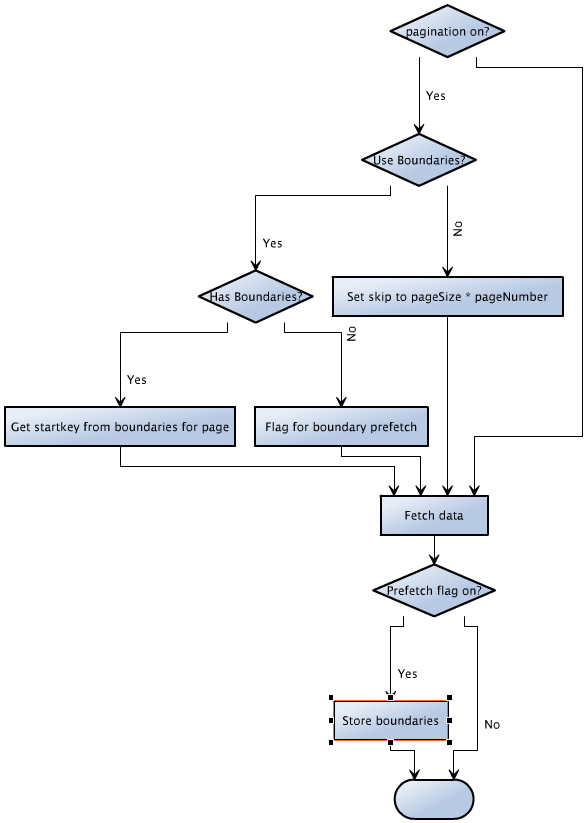 pagination on?
Yes
Use Boundaries?
Yes
No
Has Boundaries?
Set skip to pageSize * pageNumber
Yes
No
Get startkey from boundaries for page
Flag for boundary prefetch
Fetch data
Prefetch flag on?
Yes
No
Store boundaries